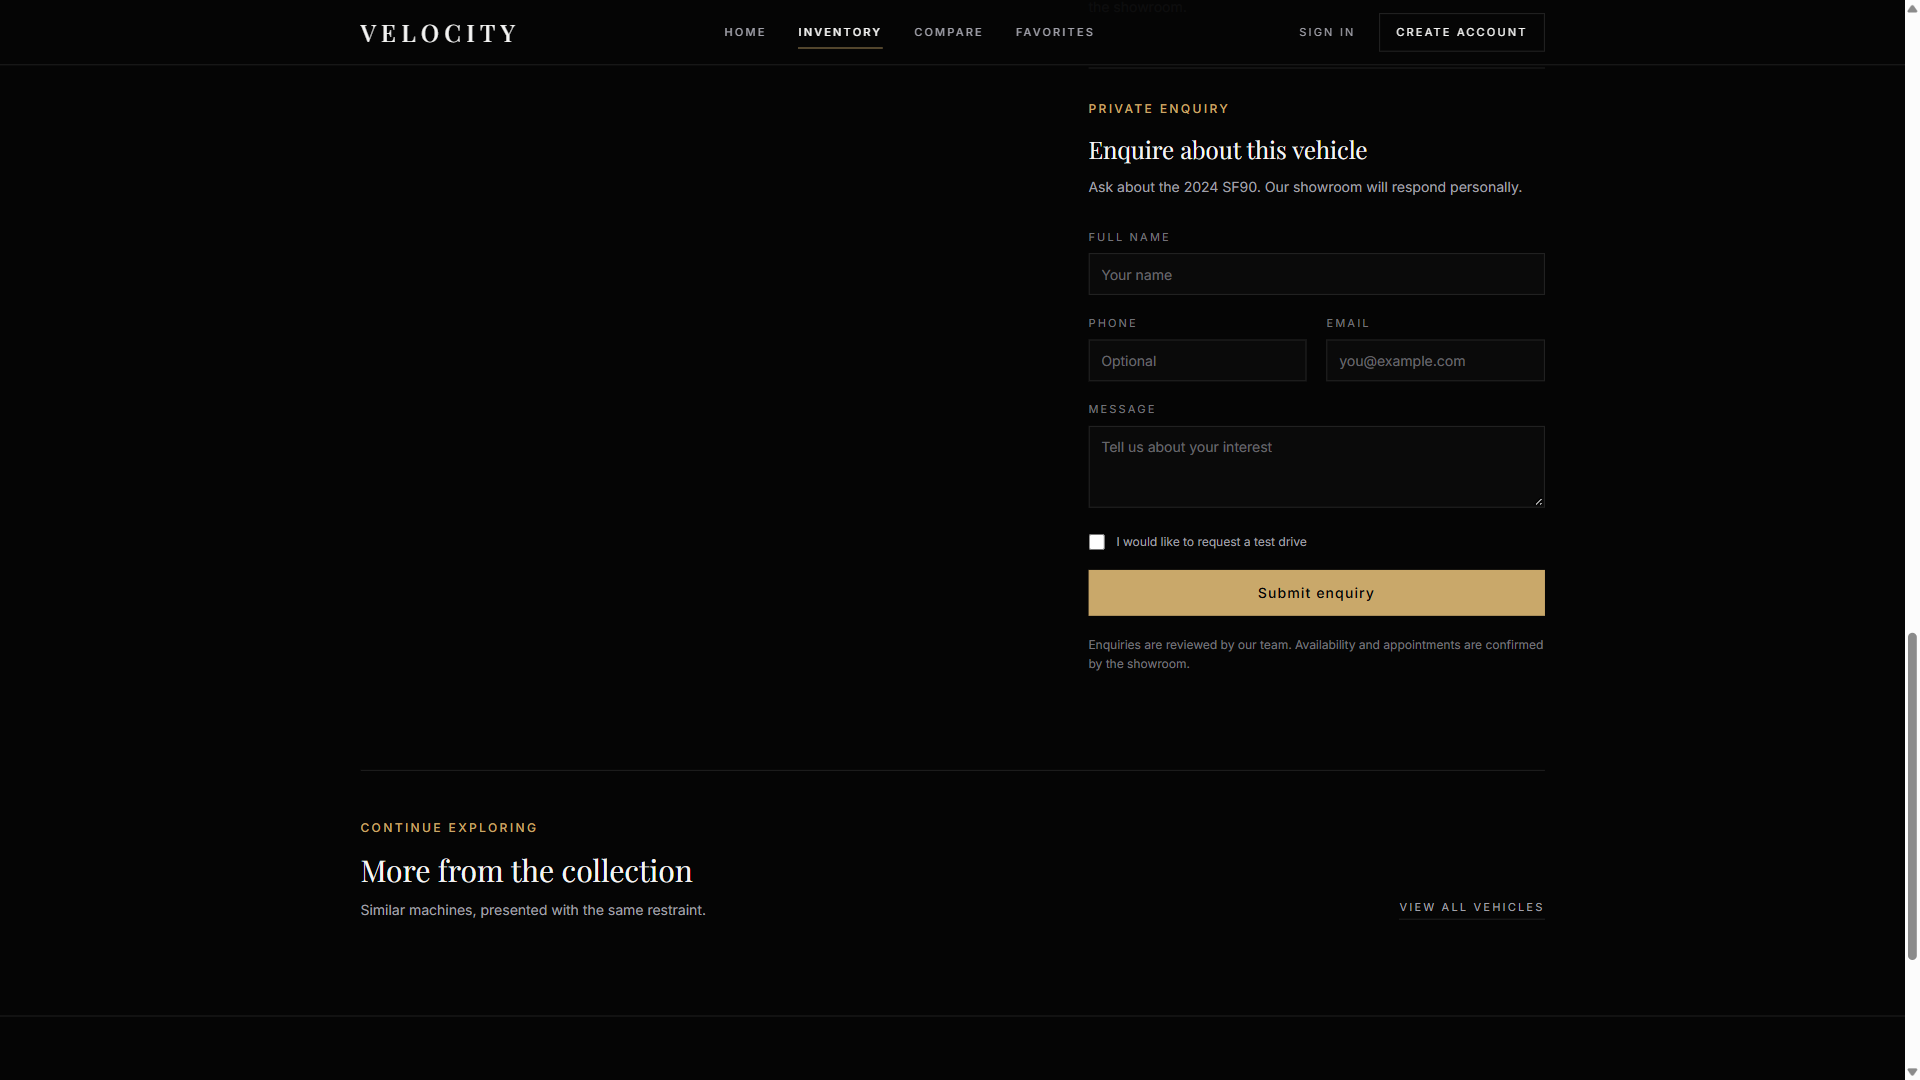 the showroom.
VELOCITY
HOME
INVENTORY
COMPARE
FAVORITES
SIGN IN
CREATE ACCOUNT
PRIVATE ENQUIRY
Enquire about this vehicle
Ask about the 2024 SF90. Our showroom will respond personally.
FULL NAME
Your name
PHONE
EMAIL
Optional
you@example.com
MESSAGE
Tell us about your interest
I would like to request a test drive
Submit enquiry
Enquiries are reviewed by our team. Availability and appointments are confirmed
by the showroom.
CONTINUE EXPLORING
More from the collection
Similar machines, presented with the same restraint.
VIEW ALL VEHICLES